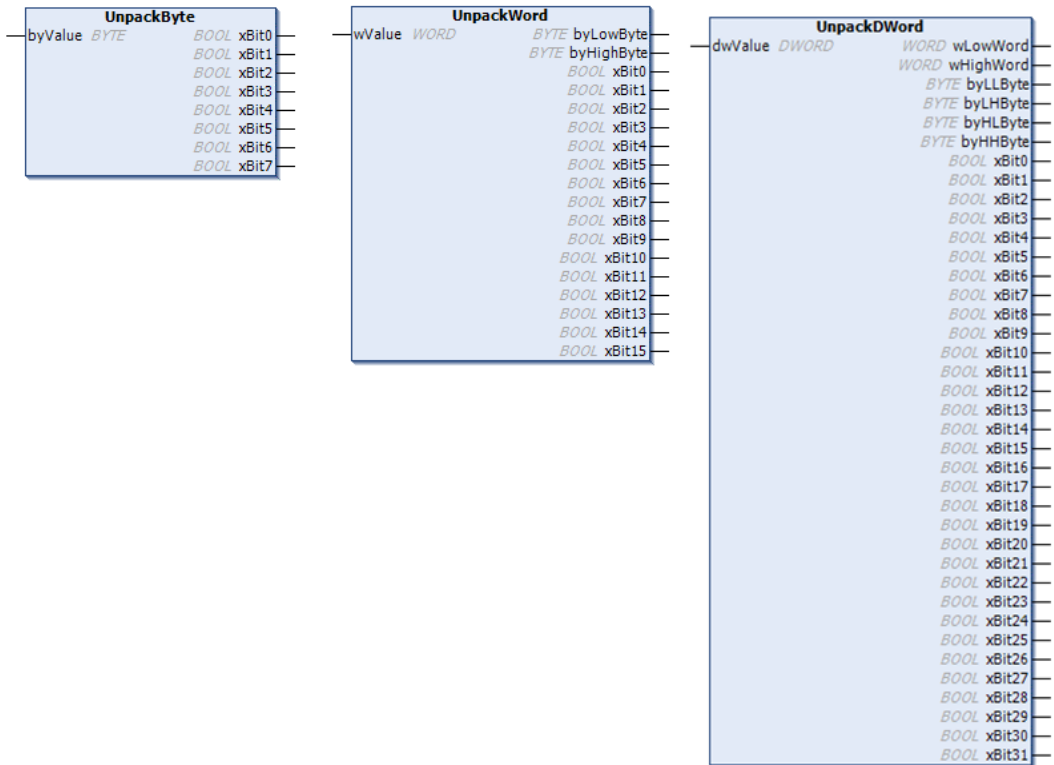 UnpackByte
byValue BYTE BOOL xBit0
BOOL xBit1
BOOL xBit2
BOOL xBit3
BOOL xBit4
BOOL xBit5
BOOL xBit6
BOOL xBit7
UnpackWord
wValue WORD BYTE byLowByte
BYTE byHighByte
BOOL xBit0
BOOL xBit1
BOOL xBit2
BOOL xBit3
BOOL xBit4
BOOL xBit5
BOOL xBit6
BOOL xBit7
BOOL xBit8
BOOL xBit9
BOOL xBit10
BOOL xBit11
BOOL xBit12
BOOL xBit13
BOOL xBit14
BOOL xBit15
UnpackDWord
dwValue DWORD WORD wLowWord
WORD wHighWord
BYTE byLLByte
BYTE byLHByte
BYTE byHLByte
BYTE byHHByte
BOOL xBit0
BOOL xBit1
BOOL xBit2
BOOL xBit3
BOOL xBit4
BOOL xBit5
BOOL xBit6
BOOL xBit7
BOOL xBit8
BOOL xBit9
BOOL xBit10
BOOL xBit11
BOOL xBit12
BOOL xBit13
BOOL xBit14
BOOL xBit15
BOOL xBit16
BOOL xBit17
BOOL xBit18
BOOL xBit19
BOOL xBit20
BOOL xBit21
BOOL xBit22
BOOL xBit23
BOOL xBit24
BOOL xBit25
BOOL xBit26
BOOL xBit27
BOOL xBit28
BOOL xBit29
BOOL xBit30
BOOL xBit31